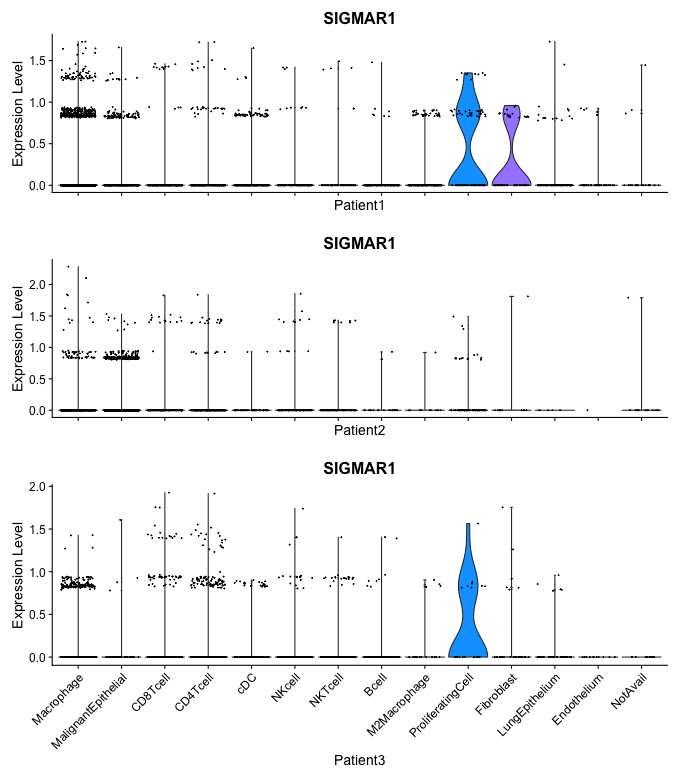 SIGMAR1
Expression Level
1.5
1.0
0.5
0.0
Patient1
SIGMAR1
Expression Level
2.0
1.5
1.0
0.5
0.0
Patient2
SIGMAR1
Expression Level
2.0
1.5
1.0
0.5
0.0
Macrophage
MalignantEpithelial
CD8Tcell
CD4Tcell
cDC
NKcell
NKTcell
Bcell
M2Macrophage
ProliferatingCell
Fibroblast
LungEpithelium
Endothelium
NotAvail
Patient3